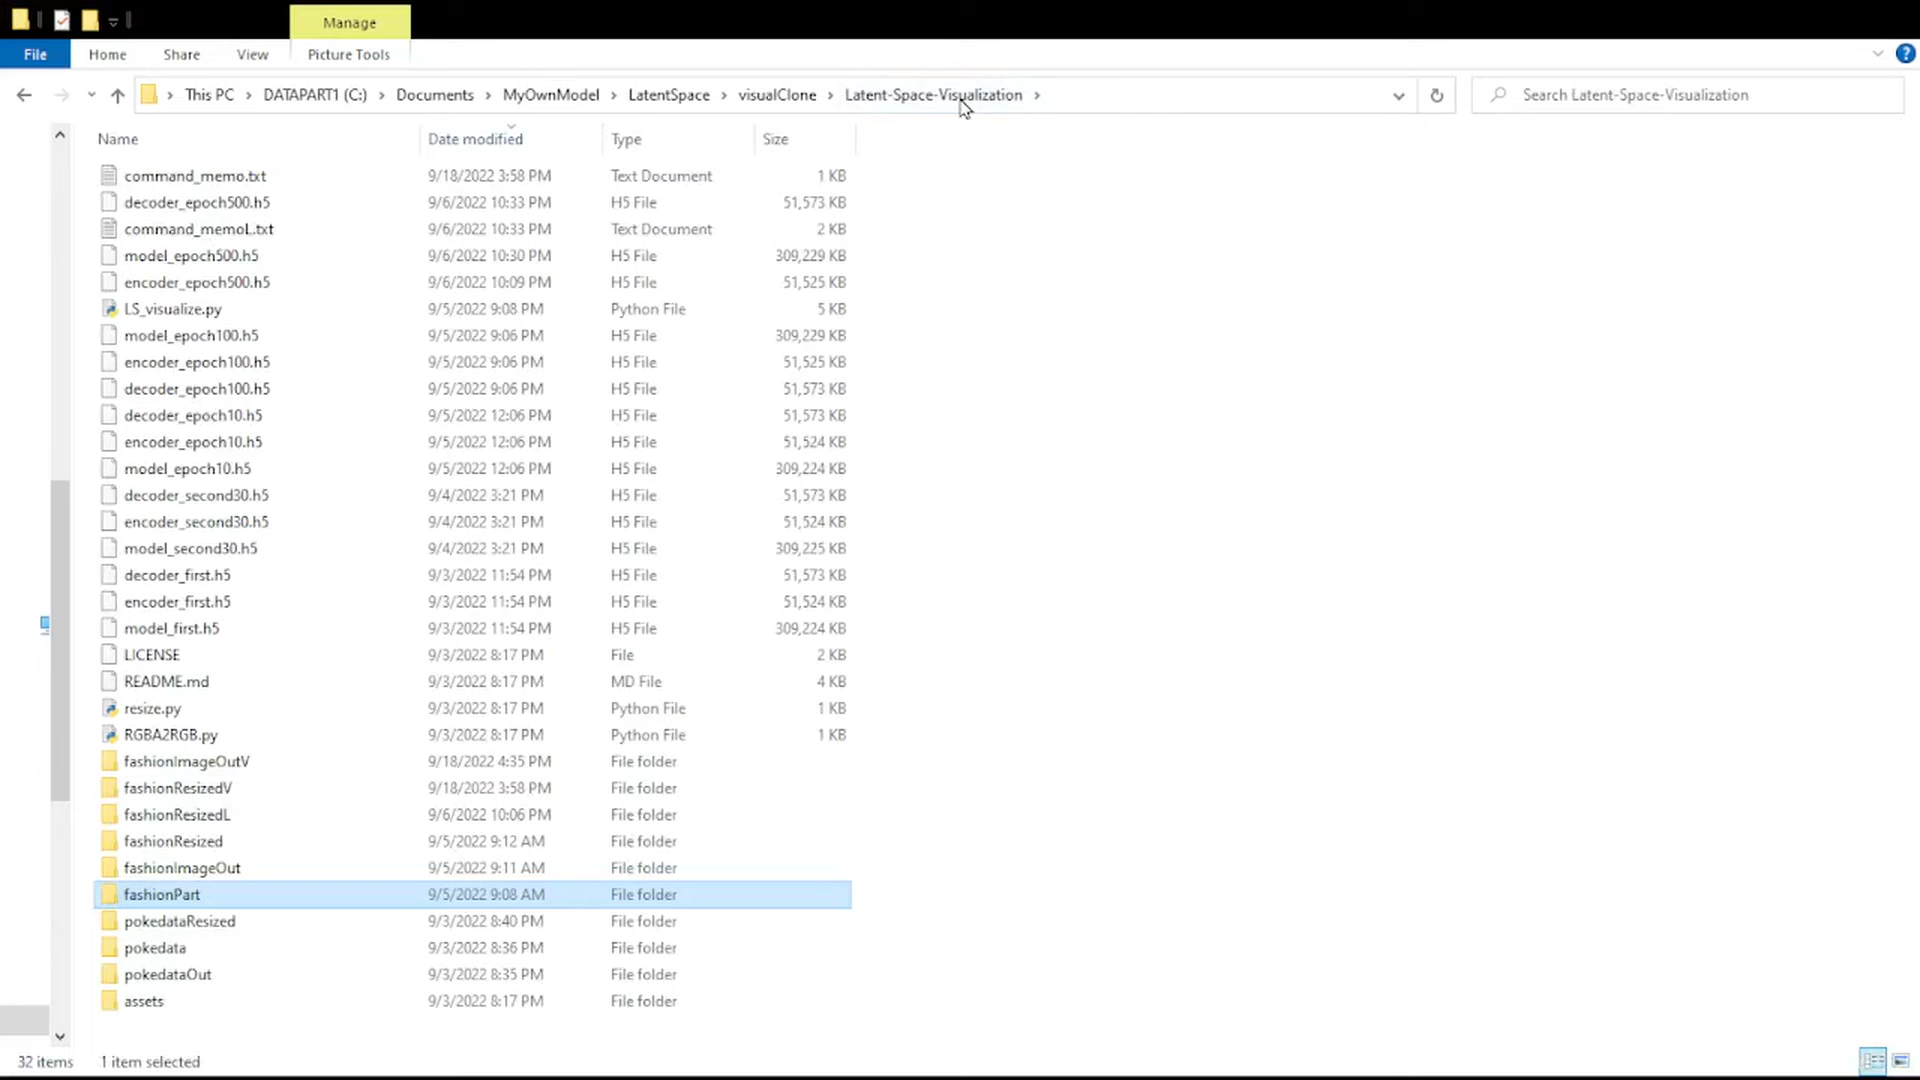 Manage
File Home Share View Picture Tools
This PC DATAPART1 (C:) Documents MyOwnModel LatentSpace visualClone Latent-Space-Visualization Search Latent-Space-Visualization
Name Date modified Type Size
command_memo.txt 9/18/2022 3:58 PM Text Document 1 KB
decoder_epoch500.h5 9/6/2022 10:33 PM H5 File 51,573 KB
command_memoL.txt 9/6/2022 10:33 PM Text Document 2 KB
model_epoch500.h5 9/6/2022 10:30 PM H5 File 309,229 KB
encoder_epoch500.h5 9/6/2022 10:09 PM H5 File 51,525 KB
LS_visualize.py 9/5/2022 9:08 PM Python File 5 KB
model_epoch100.h5 9/5/2022 9:06 PM H5 File 309,229 KB
encoder_epoch100.h5 9/5/2022 9:06 PM H5 File 51,525 KB
decoder_epoch100.h5 9/5/2022 9:06 PM H5 File 51,573 KB
decoder_epoch10.h5 9/5/2022 12:06 PM H5 File 51,573 KB
encoder_epoch10.h5 9/5/2022 12:06 PM H5 File 51,524 KB
model_epoch10.h5 9/5/2022 12:06 PM H5 File 309,224 KB
decoder_second30.h5 9/4/2022 3:21 PM H5 File 51,573 KB
encoder_second30.h5 9/4/2022 3:21 PM H5 File 51,524 KB
model_second30.h5 9/4/2022 3:21 PM H5 File 309,225 KB
decoder_first.h5 9/3/2022 11:54 PM H5 File 51,573 KB
encoder_first.h5 9/3/2022 11:54 PM H5 File 51,524 KB
model_first.h5 9/3/2022 11:54 PM H5 File 309,224 KB
LICENSE 9/3/2022 8:17 PM File 2 KB
README.md 9/3/2022 8:17 PM MD File 4 KB
resize.py 9/3/2022 8:17 PM Python File 1 KB
RGBA2RGB.py 9/3/2022 8:17 PM Python File 1 KB
fashionImageOutV 9/18/2022 4:35 PM File folder
fashionResizedV 9/18/2022 3:58 PM File folder
fashionResizedL 9/6/2022 10:06 PM File folder
fashionResized 9/5/2022 9:12 AM File folder
fashionImageOut 9/5/2022 9:11 AM File folder
fashionPart 9/5/2022 9:08 AM File folder
pokedataResized 9/3/2022 8:40 PM File folder
pokedata 9/3/2022 8:36 PM File folder
pokedataOut 9/3/2022 8:35 PM File folder
assets 9/3/2022 8:17 PM File folder
32 items 1 item selected